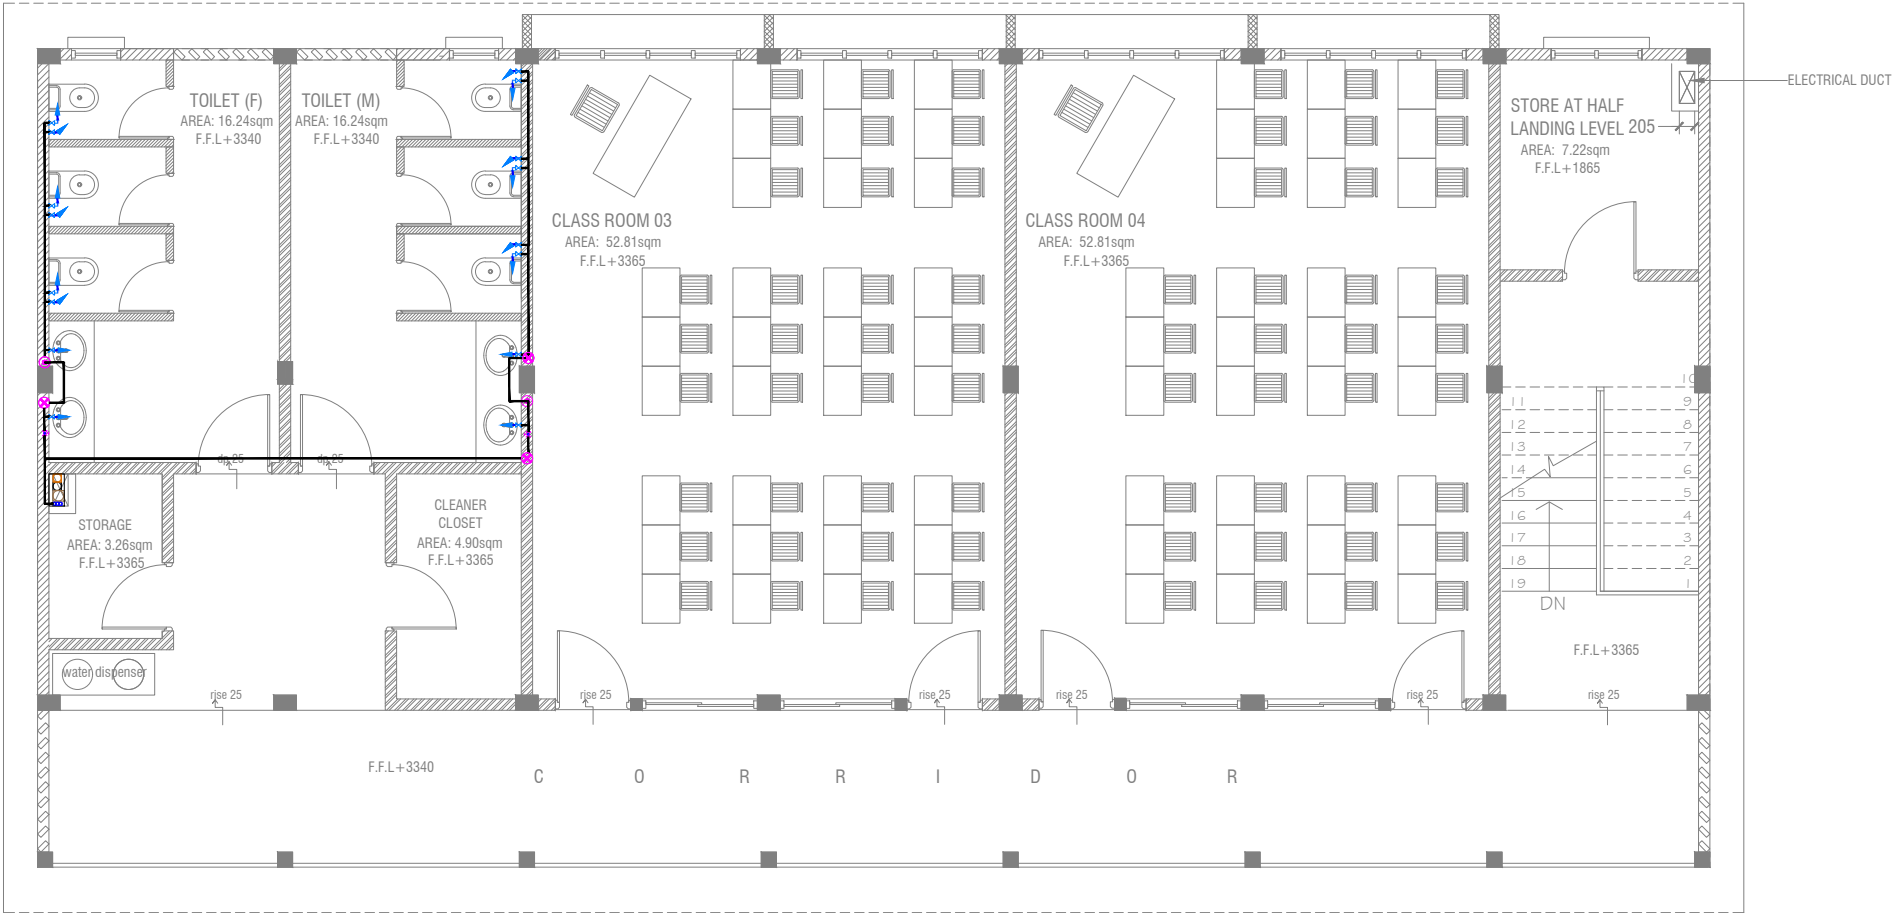 ELECTRICAL DUCT
TOILET (F)
AREA: 16.24sqm
F.F.L+3340
TOILET (M)
AREA: 16.24sqm
F.F.L+3340
STORE AT HALF
LANDING LEVEL
AREA: 7.22sqm
F.F.L+1865
205
CLASS ROOM 03
AREA: 52.81sqm
F.F.L+3365
CLASS ROOM 04
AREA: 52.81sqm
F.F.L+3365
10
11
9
12
8
13
7
14
6
15
5
16
4
17
3
18
2
19
1
DN
dp 25
dp 25
STORAGE
AREA: 3.26sqm
F.F.L+3365
CLEANER
CLOSET
AREA: 4.90sqm
F.F.L+3365
water dispenser
F.F.L+3365
rise 25
rise 25
rise 25
rise 25
rise 25
rise 25
F.F.L+3340
C O R R I D O R